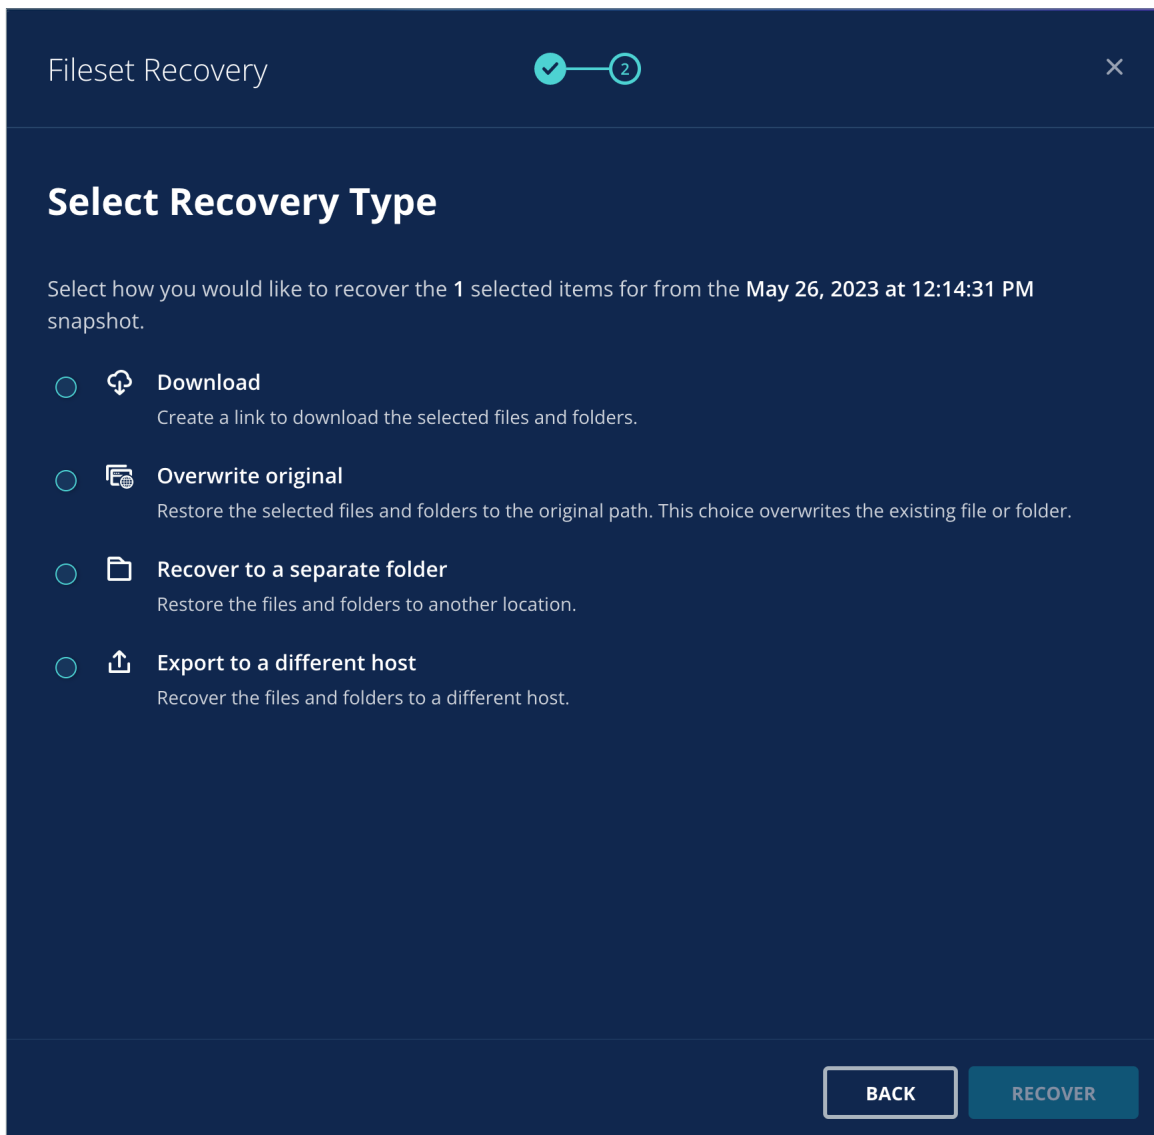 Fileset Recovery
2
Select Recovery Type
Select how you would like to recover the 1 selected items for from the May 26, 2023 at 12:14:31 PM
snapshot.
Download
Create a link to download the selected files and folders.
Overwrite original
Restore the selected files and folders to the original path. This choice overwrites the existing file or folder.
Recover to a separate folder
Restore the files and folders to another location.
Export to a different host
Recover the files and folders to a different host.
BACK
RECOVER